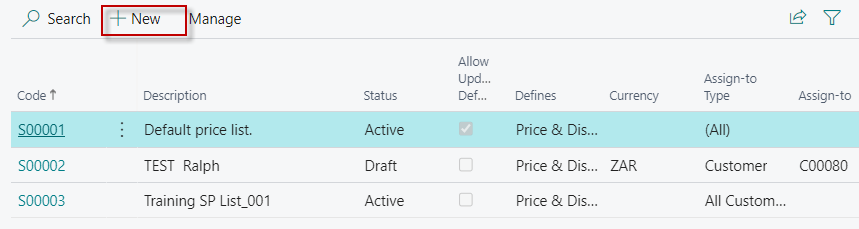 Search + New Manage
Allow
Upd... Assign-to
Code ↑ Description Status Def... Defines Currency Type Assign-to
S00001 Default price list. Active Price & Dis... (All)
S00002 TEST Ralph Draft Price & Dis... ZAR Customer C00080
S00003 Training SP List_001 Active Price & Dis... All Custom...